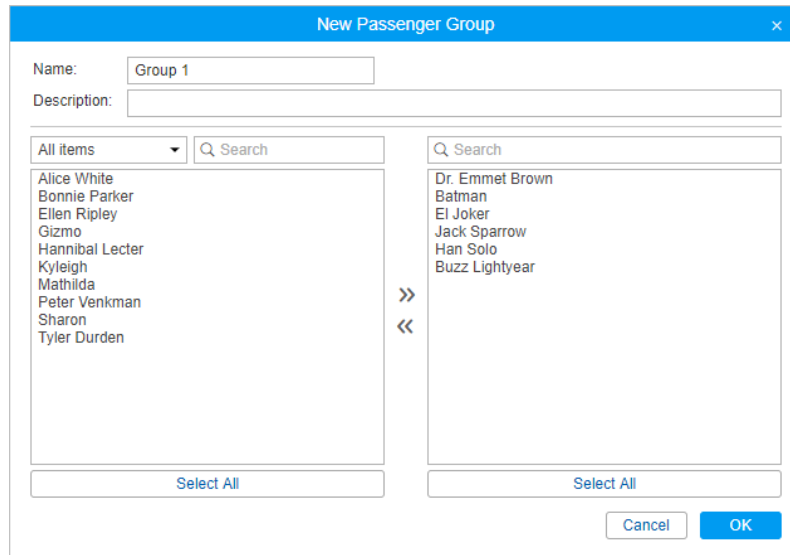 New Passenger Group ×
Name: Group 1
Description:
All items Search
Search
Alice White
Bonnie Parker
Ellen Ripley
Gizmo
Hannibal Lecter
Kyleigh
Mathilda
Peter Venkman
Sharon
Tyler Durden
Dr. Emmet Brown
Batman
El Joker
Jack Sparrow
Han Solo
Buzz Lightyear
»
«
Select All
Select All
Cancel OK